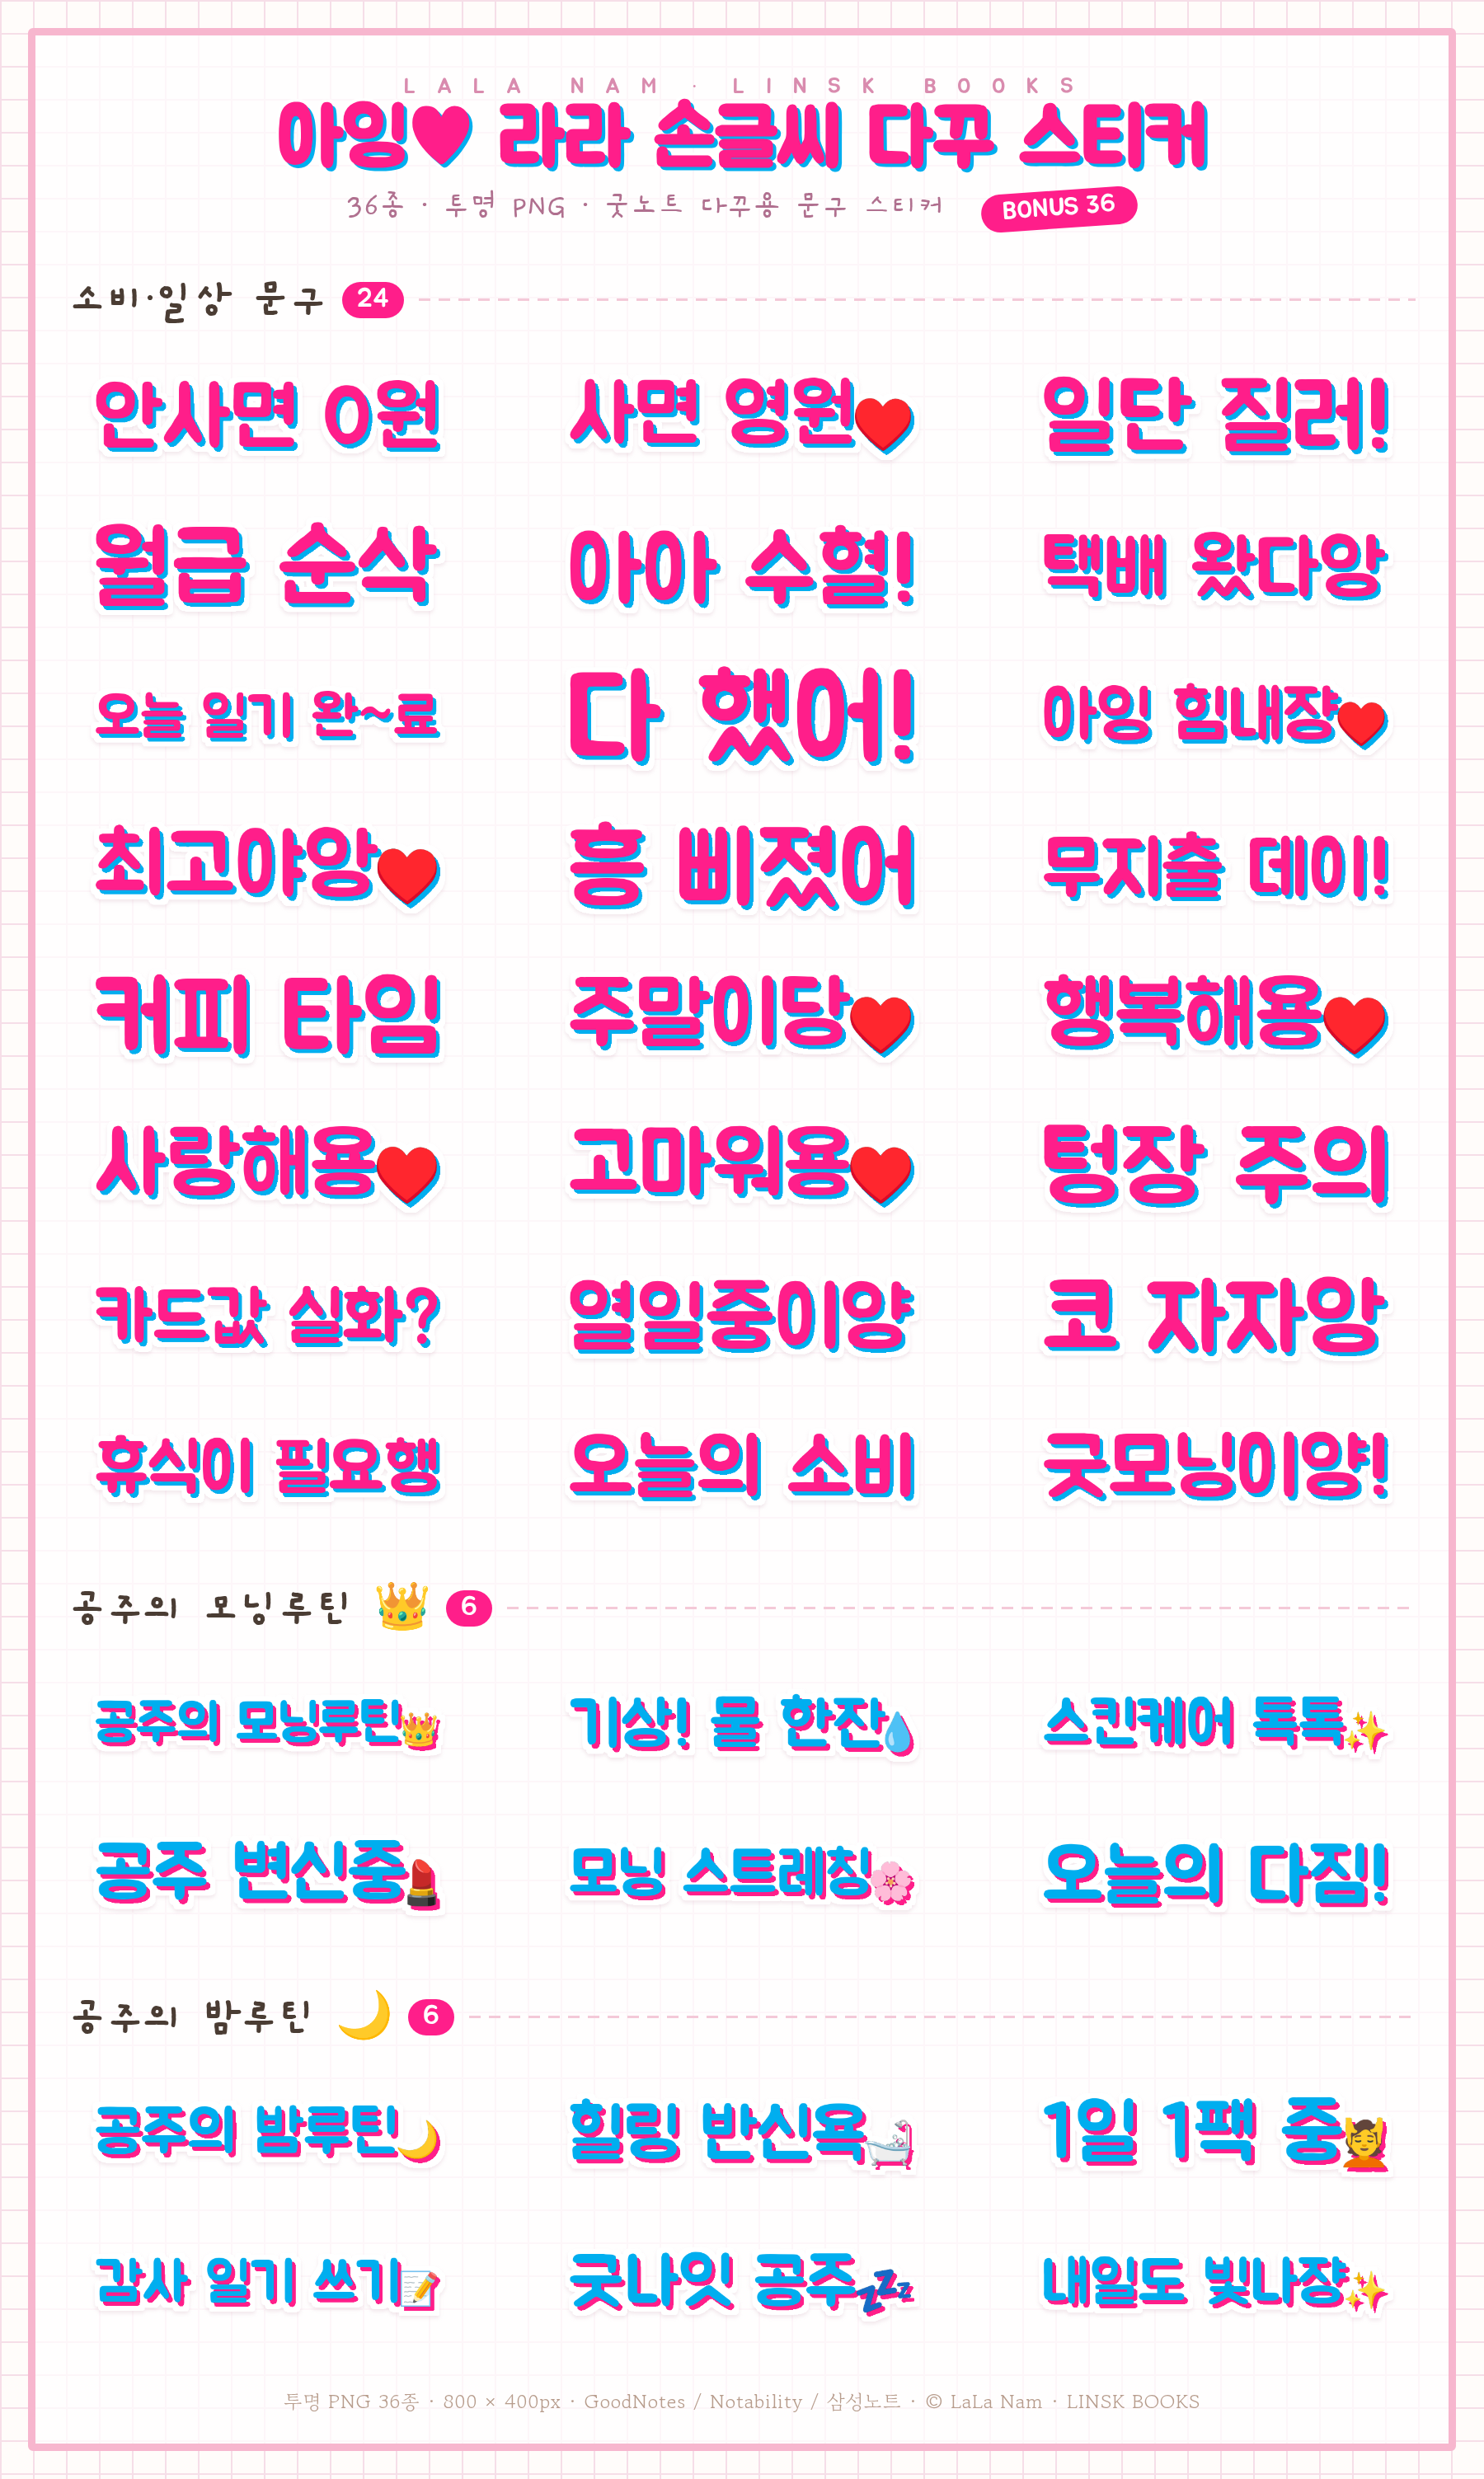 LALA NAM · LINSK BOOKS
아잉♥ 라라 손글씨 다꾸 스티커
36종 · 투명 PNG · 굿노트 다꾸용 문구 스티커 BONUS 36
소비·일상 문구 24
안사면 0원 사면 영원❤️ 일단 질러!
월급 순삭 아아 수혈! 택배 왔다앙
오늘 일기 완~료 다 했어! 아잉 힘내쟝❤️
최고야앙❤️ 흥 삐졌어 무지출 데이!
커피 타임 주말이당❤️ 행복해용❤️
사랑해용❤️ 고마워용❤️ 텅장 주의
카드값 실화? 열일중이양 코 자자앙
휴식이 필요행 오늘의 소비 굿모닝이양!
공주의 모닝루틴 👑 6
공주의 모닝루틴👑 기상! 물 한잔💧 스킨케어 톡톡✨
공주 변신중💄 모닝 스트레칭🌸 오늘의 다짐!
공주의 밤루틴 🌙 6
공주의 밤루틴🌙 힐링 반신욕🛁 1일 1팩 중💆
감사 일기 쓰기📝 굿나잇 공주💤 내일도 빛나쟝✨
투명 PNG 36종 · 800 × 400px · GoodNotes / Notability / 삼성노트 · © LaLa Nam · LINSK BOOKS